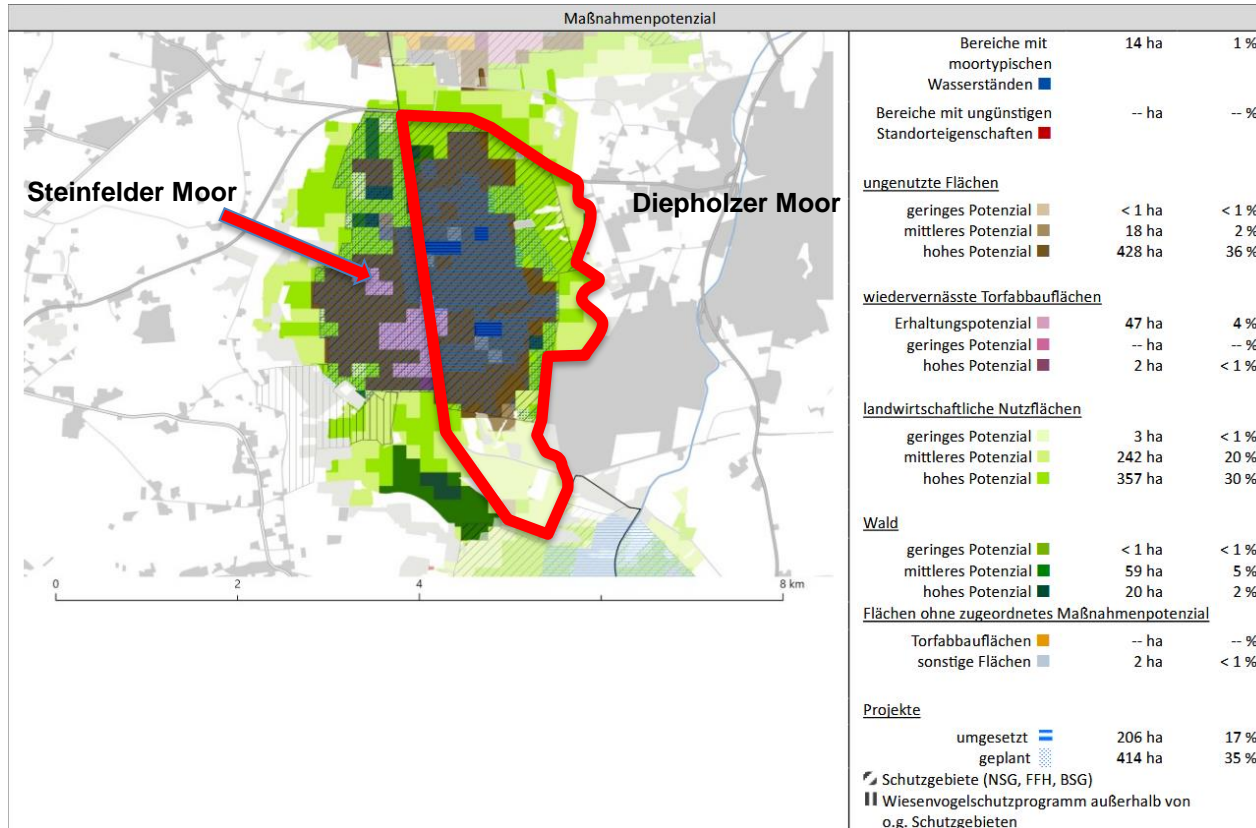 Maßnahmenpotenzial
Steinfelder Moor
Diepholzer Moor
0 2 4 8 km
Bereiche mit 14 ha 1 %
moortypischen
Wasserständen
Bereiche mit ungünstigen -- ha -- %
Standorteigenschaften
ungenutzte Flächen
geringes Potenzial < 1 ha < 1 %
mittleres Potenzial 18 ha 2 %
hohes Potenzial 428 ha 36 %
wiedervernässte Torfabbauflächen
Erhaltungspotenzial 47 ha 4 %
geringes Potenzial -- ha -- %
hohes Potenzial 2 ha < 1 %
landwirtschaftliche Nutzflächen
geringes Potenzial 3 ha < 1 %
mittleres Potenzial 242 ha 20 %
hohes Potenzial 357 ha 30 %
Wald
geringes Potenzial < 1 ha < 1 %
mittleres Potenzial 59 ha 5 %
hohes Potenzial 20 ha 2 %
Flächen ohne zugeordnetes Maßnahmenpotenzial
Torfabbauflächen -- ha -- %
sonstige Flächen 2 ha < 1 %
Projekte
umgesetzt 206 ha 17 %
geplant 414 ha 35 %
Schutzgebiete (NSG, FFH, BSG)
Wiesenvogelschutzprogramm außerhalb von
o.g. Schutzgebieten